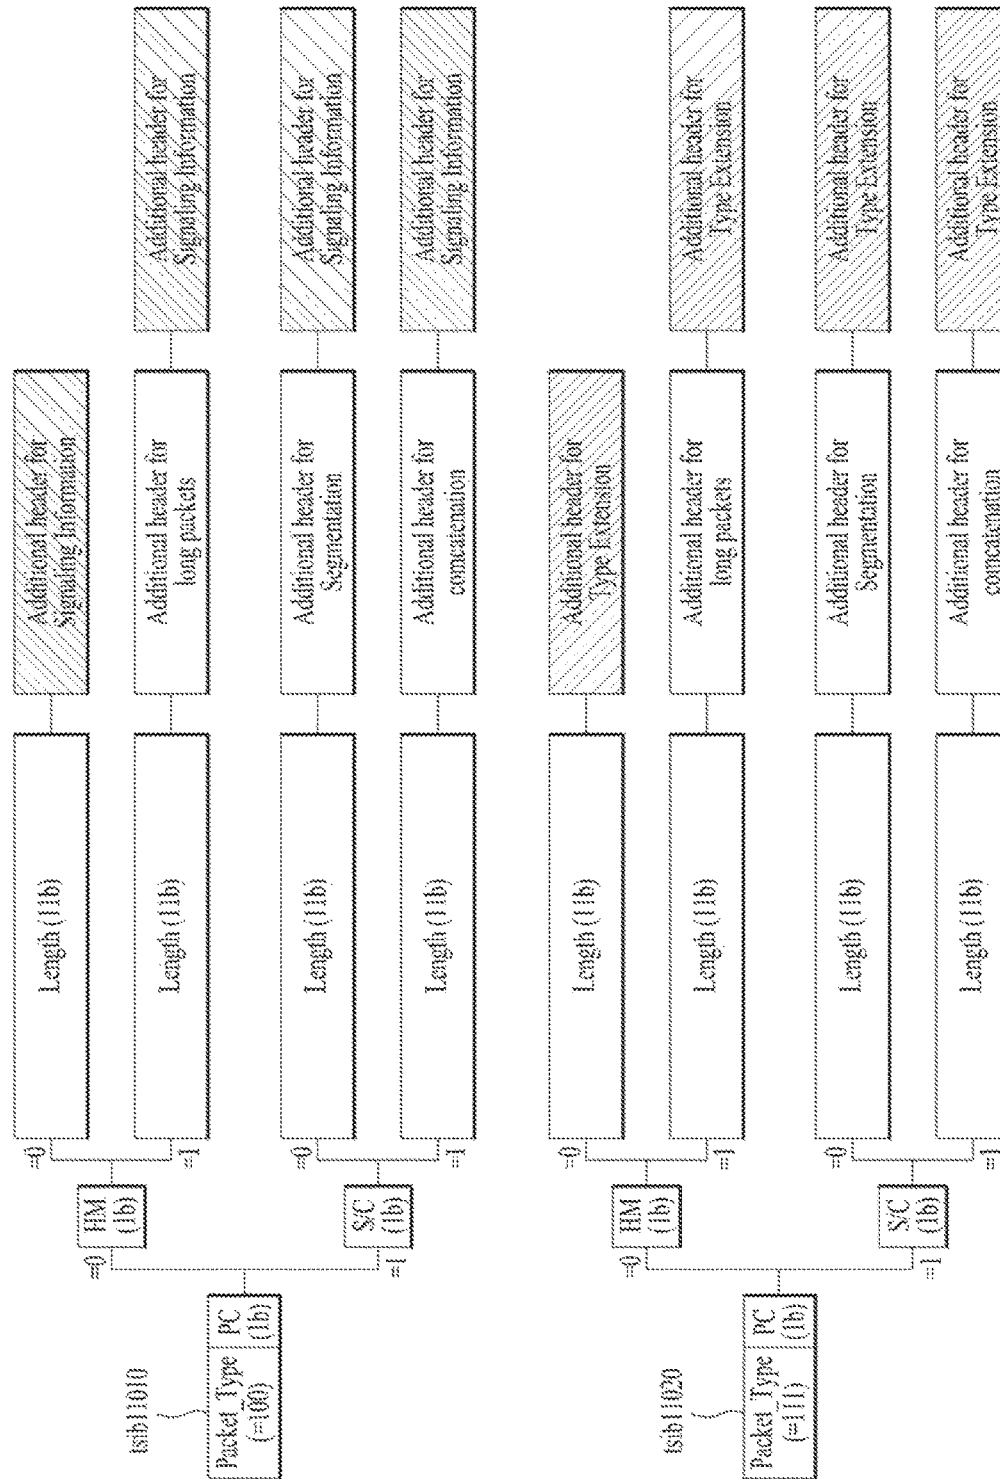 tsib11010
Packet_Type
(=100)
PC
(1b)
=0
HM
(1b)
=0
Length (11b)
Additional header for
Signaling Information
=1
Length (11b)
Additional header for
long packets
Additional header for
Signaling Information
=1
S/C
(1b)
=0
Length (11b)
Additional header for
Segmentation
Additional header for
Signaling Information
=1
Length (11b)
Additional header for
concatenation
Additional header for
Signaling Information
tsib11020
Packet_Type
(=111)
PC
(1b)
=0
HM
(1b)
=0
Length (11b)
Additional header for
Type Extension
=1
Length (11b)
Additional header for
long packets
Additional header for
Type Extension
=1
S/C
(1b)
=0
Length (11b)
Additional header for
Segmentation
Additional header for
Type Extension
=1
Length (11b)
Additional header for
concatenation
Additional header for
Type Extension